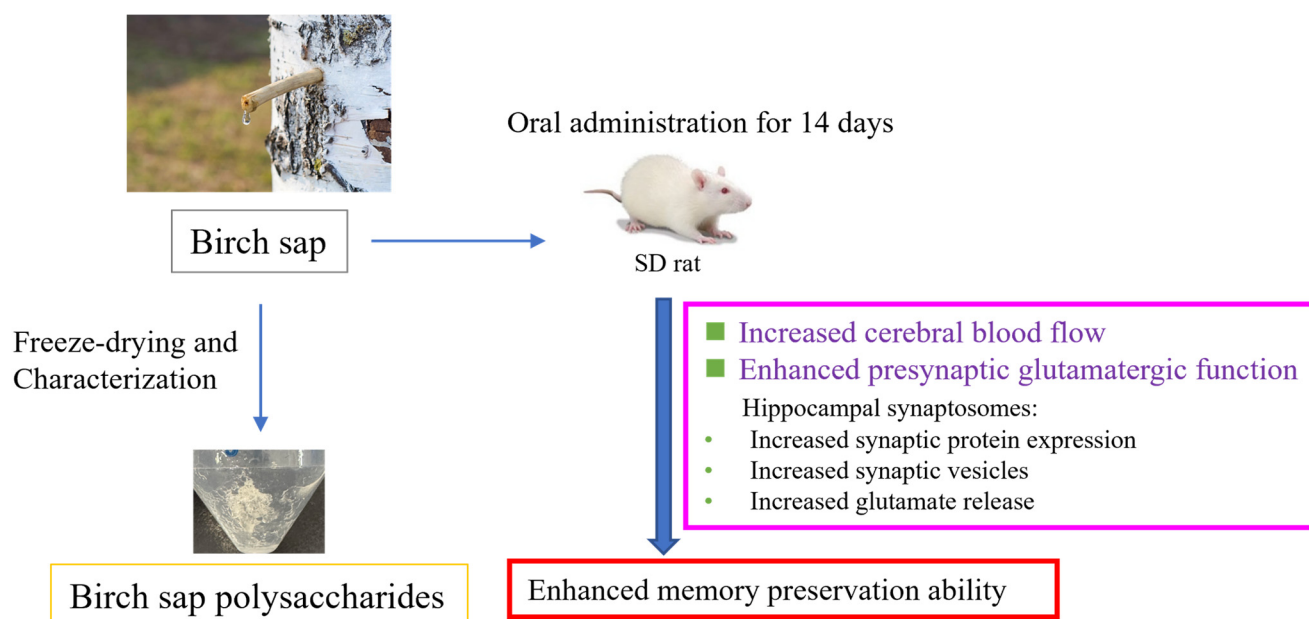 Oral administration for 14 days
Birch sap
SD rat
Freeze-drying and
Characterization
Increased cerebral blood flow
Enhanced presynaptic glutamatergic function
Hippocampal synaptosomes:
Increased synaptic protein expression
Increased synaptic vesicles
Increased glutamate release
Birch sap polysaccharides
Enhanced memory preservation ability